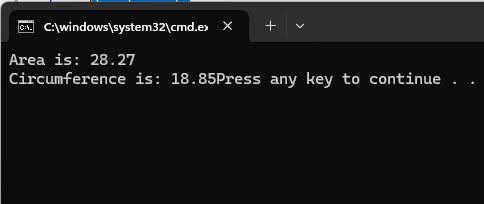 C:\windows\system32\cmd.ex
Area is: 28.27
Circumference is: 18.85Press any key to continue . .